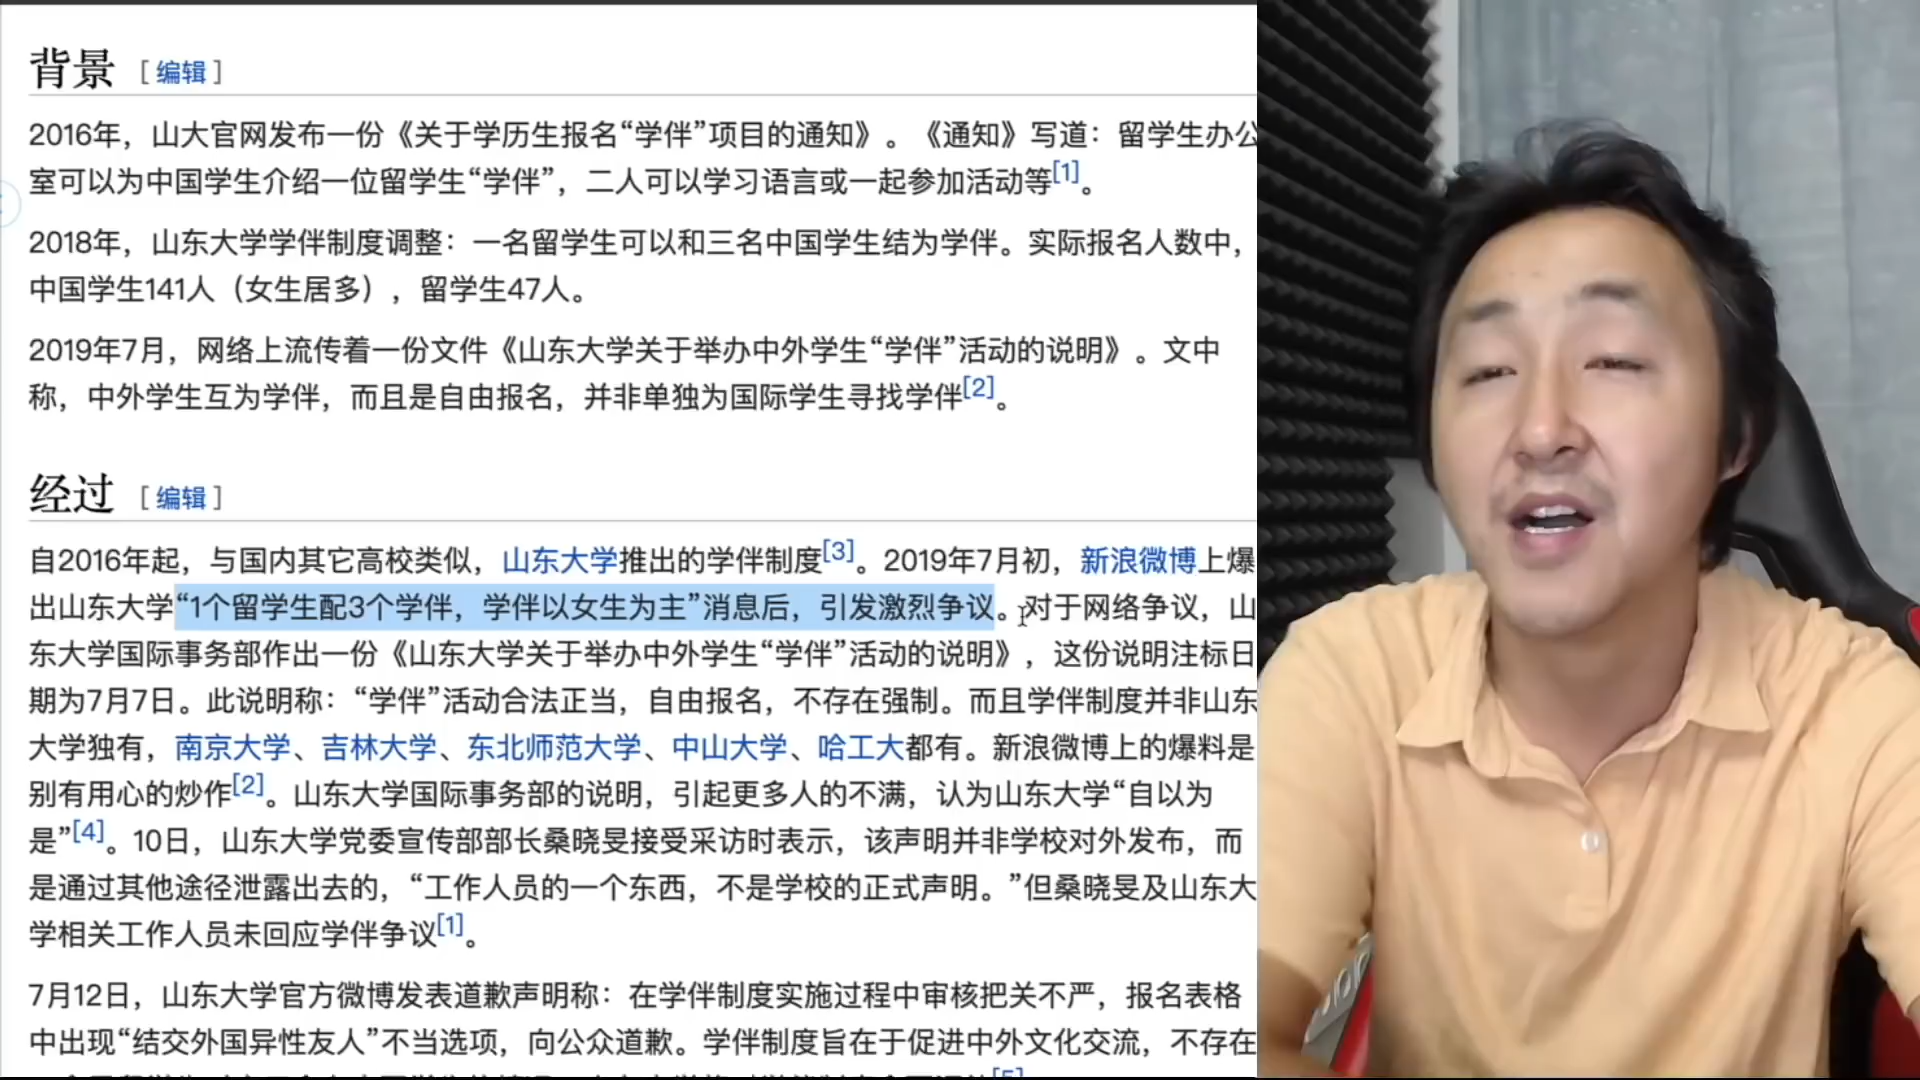 背景 [编辑]
2016年，山大官网发布一份《关于学历生报名“学伴”项目的通知》。《通知》写道：留学生办公
室可以为中国学生介绍一位留学生“学伴”，二人可以学习语言或一起参加活动等[1]。
2018年，山东大学学伴制度调整：一名留学生可以和三名中国学生结为学伴。实际报名人数中，
中国学生141人（女生居多），留学生47人。
2019年7月，网络上流传着一份文件《山东大学关于举办中外学生“学伴”活动的说明》。文中
称，中外学生互为学伴，而且是自由报名，并非单独为国际学生寻找学伴[2]。
经过 [编辑]
自2016年起，与国内其它高校类似，山东大学推出的学伴制度[3]。2019年7月初，新浪微博上爆
出山东大学“1个留学生配3个学伴，学伴以女生为主”消息后，引发激烈争议。对于网络争议，山
东大学国际事务部作出一份《山东大学关于举办中外学生“学伴”活动的说明》，这份说明注标日
期为7月7日。此说明称：“学伴”活动合法正当，自由报名，不存在强制。而且学伴制度并非山东
大学独有，南京大学、吉林大学、东北师范大学、中山大学、哈工大都有。新浪微博上的爆料是
别有用心的炒作[2]。山东大学国际事务部的说明，引起更多人的不满，认为山东大学“自以为
是”[4]。10日，山东大学党委宣传部部长桑晓旻接受采访时表示，该声明并非学校对外发布，而
是通过其他途径泄露出去的，“工作人员的一个东西，不是学校的正式声明。”但桑晓旻及山东大
学相关工作人员未回应学伴争议[1]。
7月12日，山东大学官方微博发表道歉声明称：在学伴制度实施过程中审核把关不严，报名表格
中出现“结交外国异性友人”不当选项，向公众道歉。学伴制度旨在于促进中外文化交流，不存在